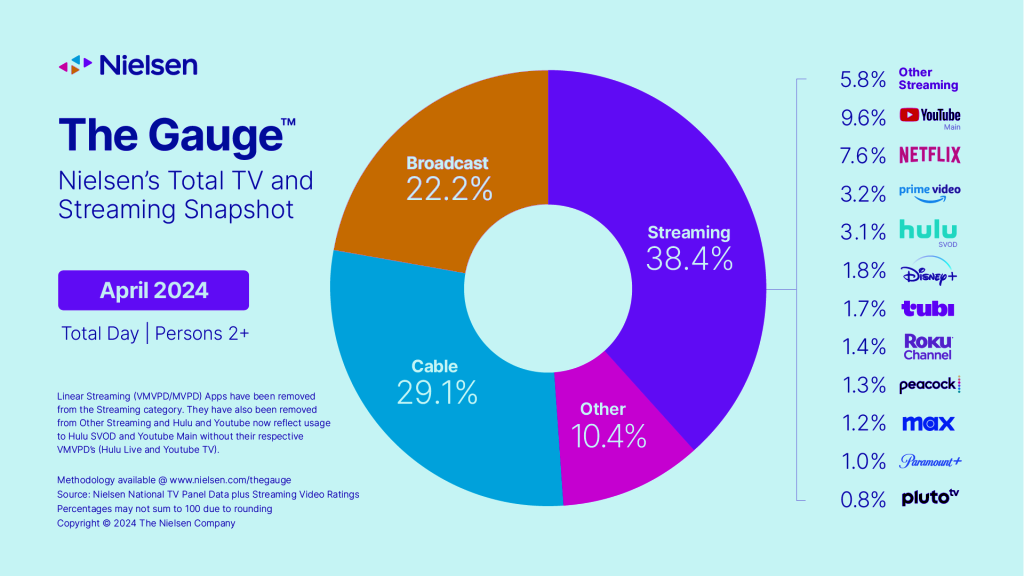 Nielsen
The Gauge™
Nielsen's Total TV and
Streaming Snapshot
April 2024
Total Day | Persons 2+
Linear Streaming (VMVPD/MVPD) Apps have been removed
from the Streaming category. They have also been removed
from Other Streaming and Hulu and Youtube now reflect usage
to Hulu SVOD and Youtube Main without their respective
VMVPD's (Hulu Live and Youtube TV).
Methodology available @ www.nielsen.com/thegauge
Source: Nielsen National TV Panel Data plus Streaming Video Ratings
Percentages may not sum to 100 due to rounding
Copyright © 2024 The Nielsen Company
Broadcast
22.2%
Streaming
38.4%
Cable
29.1%
Other
10.4%
5.8% Other
Streaming
9.6% YouTube
Main
7.6% NETFLIX
3.2% prime video
3.1% hulu
SVOD
1.8% Disney+
1.7% tubi
1.4% Roku
Channel
1.3% peacock
1.2% max
1.0% Paramount+
0.8% pluto tv